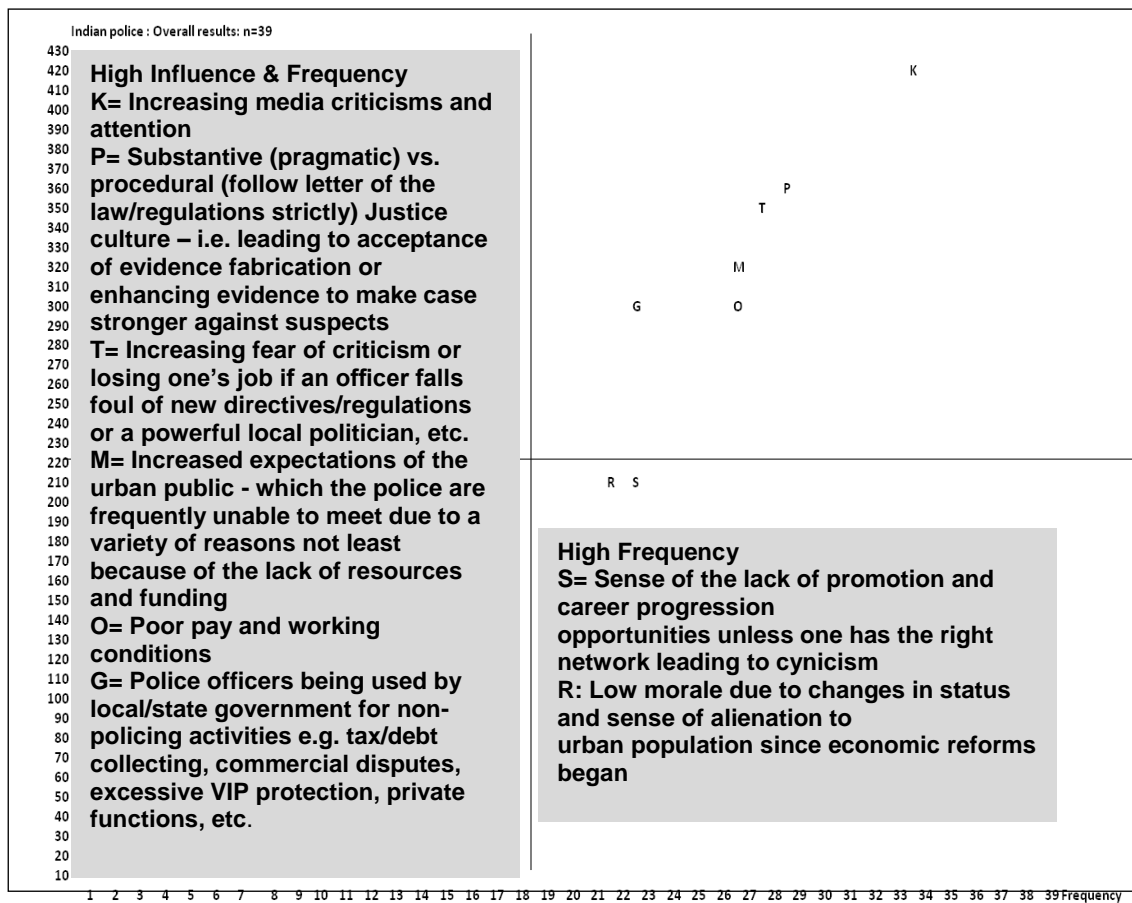 Indian police : Overall results: n=39
430
420
410
400
390
380
370
360
350
340
330
320
310
300
290
280
270
260
250
240
230
220
210
200
190
180
170
160
150
140
130
120
110
100
90
80
70
60
50
40
30
20
10
High Influence & Frequency
K= Increasing media criticisms and
attention
P= Substantive (pragmatic) vs.
procedural (follow letter of the
law/regulations strictly) Justice
culture – i.e. leading to acceptance
of evidence fabrication or
enhancing evidence to make case
stronger against suspects
T= Increasing fear of criticism or
losing one’s job if an officer falls
foul of new directives/regulations
or a powerful local politician, etc.
M= Increased expectations of the
urban public - which the police are
frequently unable to meet due to a
variety of reasons not least
because of the lack of resources
and funding
O= Poor pay and working
conditions
G= Police officers being used by
local/state government for non-
policing activities e.g. tax/debt
collecting, commercial disputes,
excessive VIP protection, private
functions, etc.
K
P
T
M
G O
R S
High Frequency
S= Sense of the lack of promotion and
career progression
opportunities unless one has the right
network leading to cynicism
R: Low morale due to changes in status
and sense of alienation to
urban population since economic reforms
began
1 2 3 4 5 6 7 8 9 10 11 12 13 14 15 16 17 18 19 20 21 22 23 24 25 26 27 28 29 30 31 32 33 34 35 36 37 38 39 Frequency